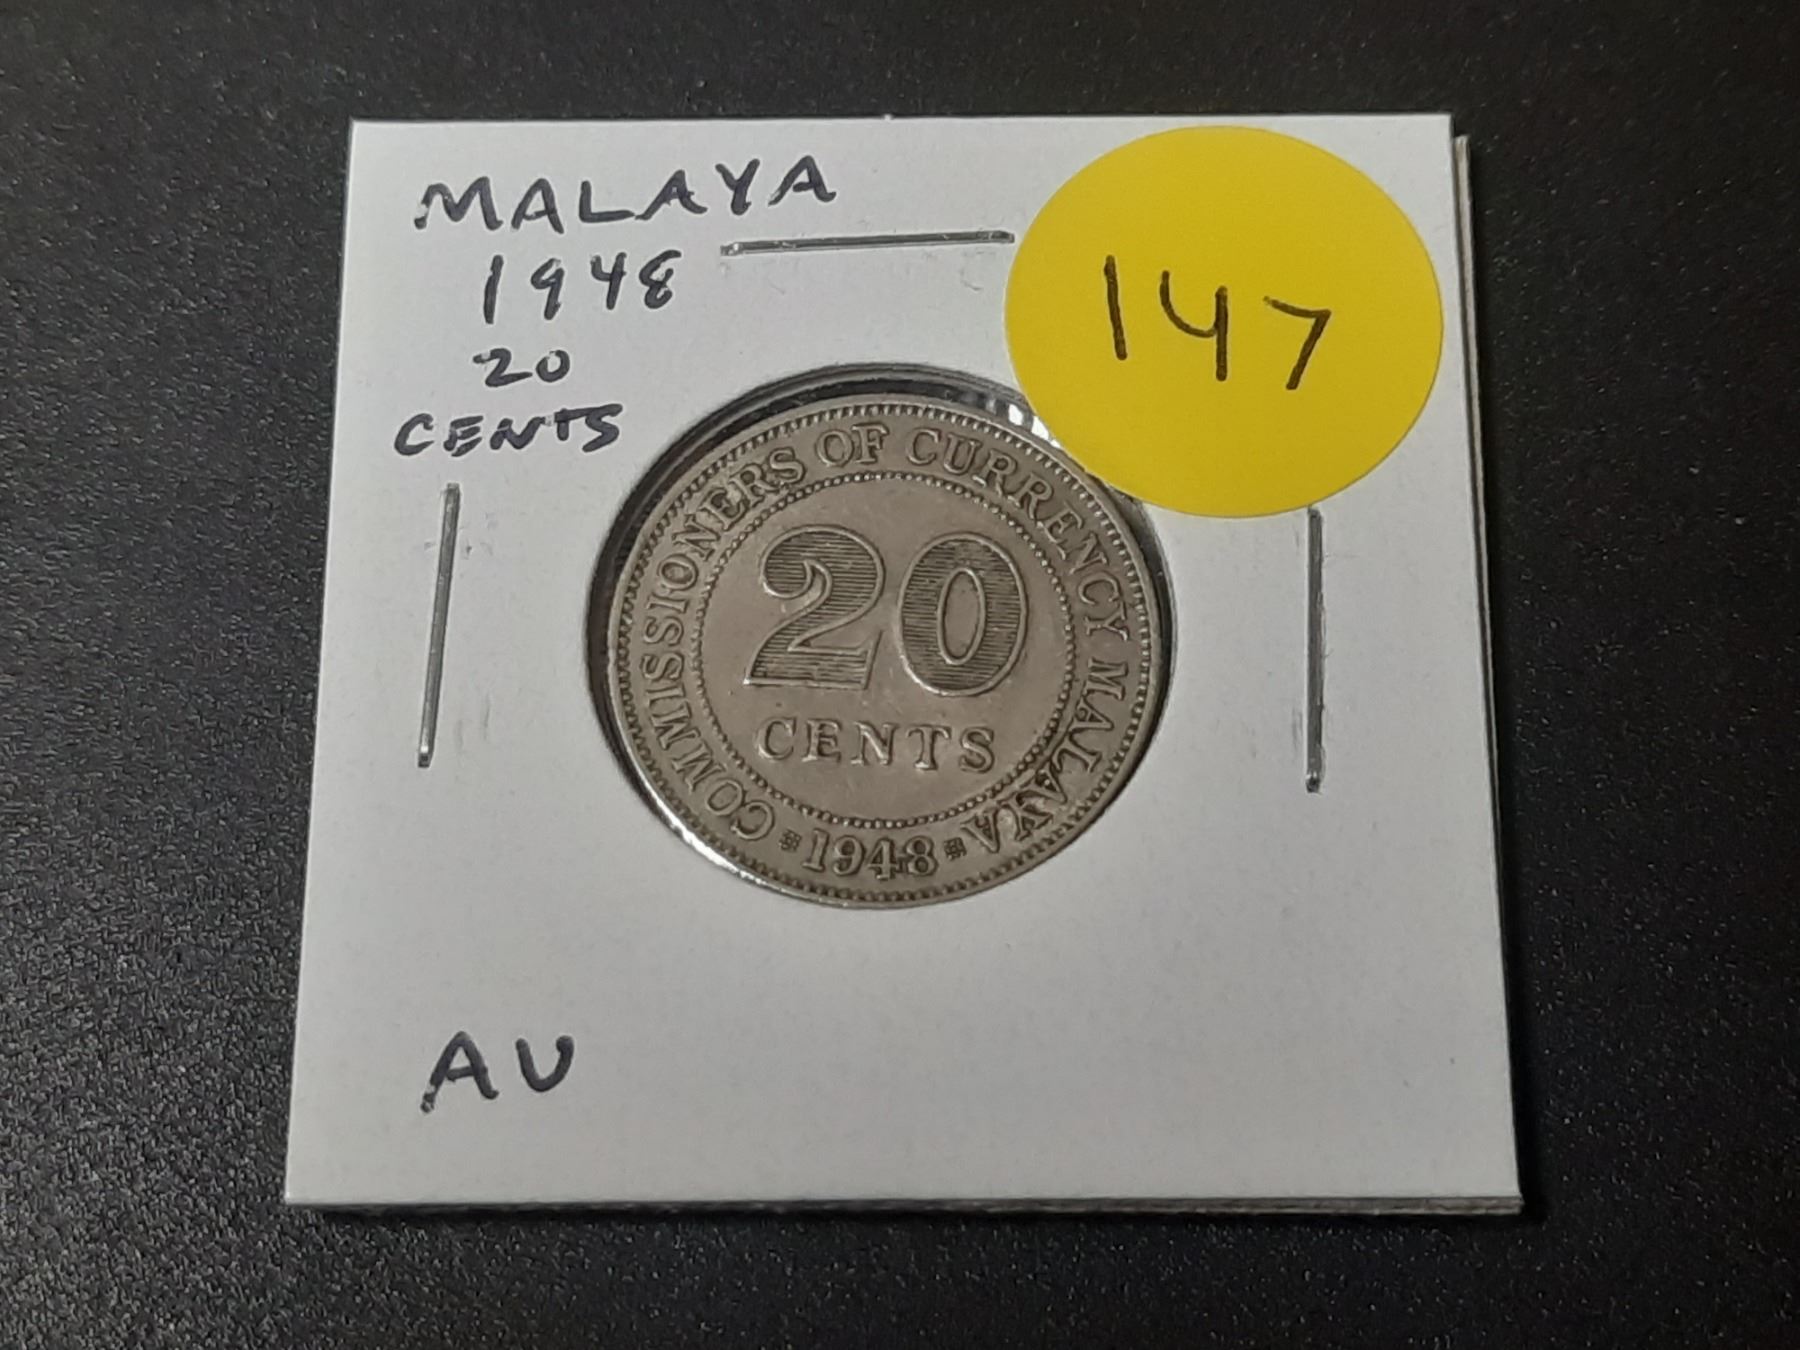 MALAYA
1948
20
CENTS
147
COMMISSIONERS OF CURRENCY MALAYA
20
CENTS
1948
AU